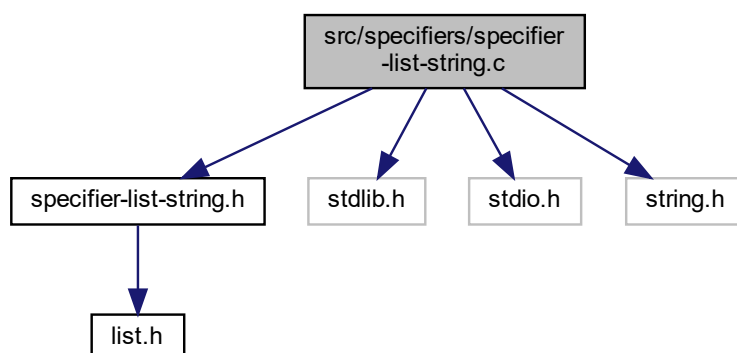 src/specifiers/specifier
-list-string.c
specifier-list-string.h
stdlib.h
stdio.h
string.h
list.h